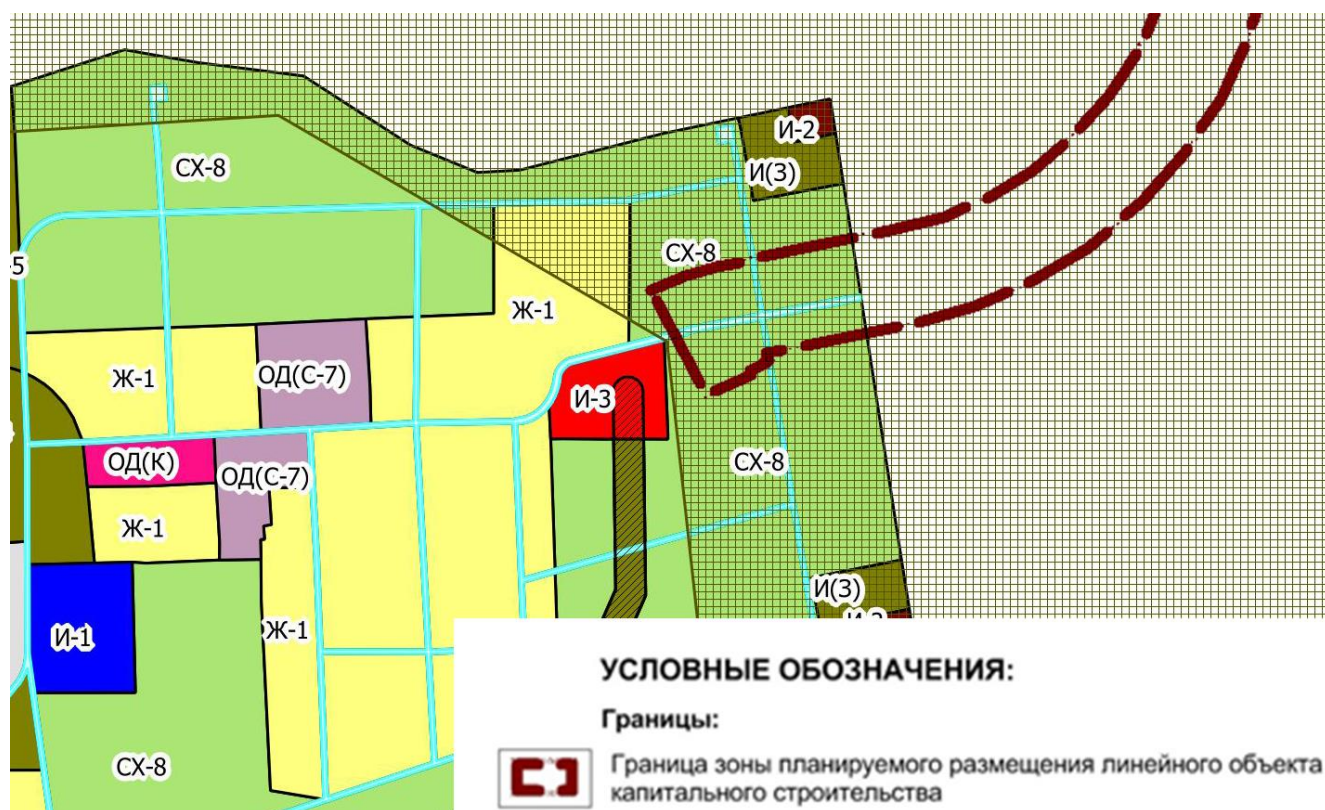 И-2
СХ-8
И(3)
-5
СХ-8
Ж-1
Ж-1
ОД(С-7)
И-3
ОД(К)
ОД(С-7)
СХ-8
Ж-1
И(3)
И-1
Ж-1
СХ-8
УСЛОВНЫЕ ОБОЗНАЧЕНИЯ:
Границы:
Граница зоны планируемого размещения линейного объекта
капитального строительства